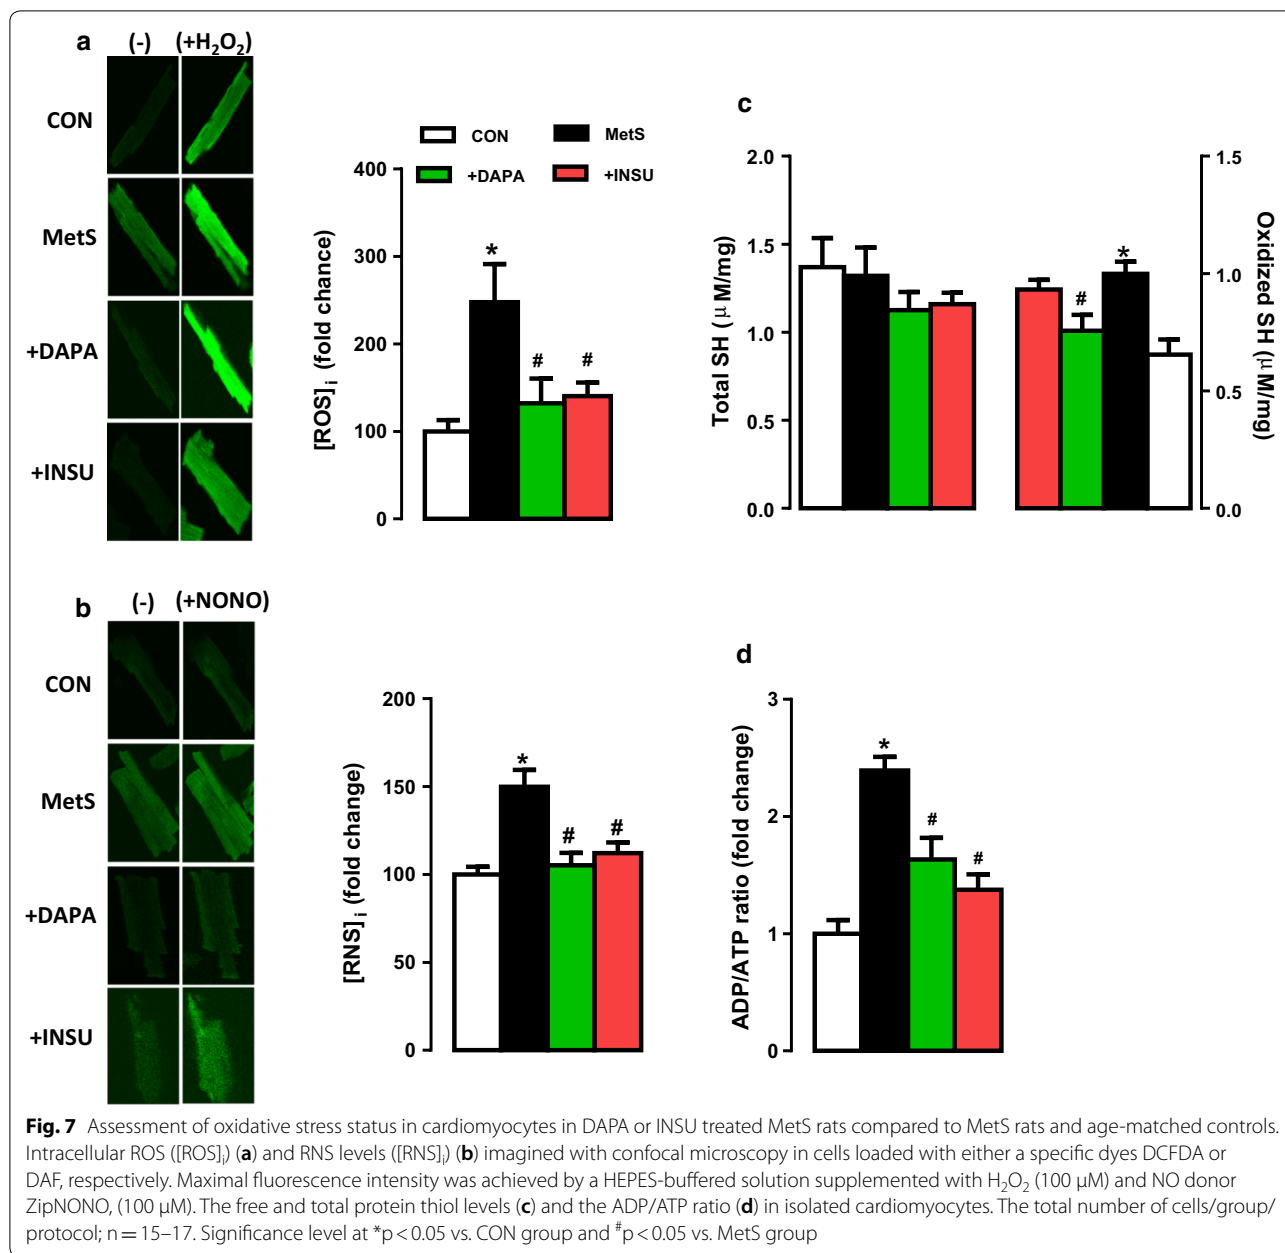 a
(-) (+H₂O₂)
CON
MetS
+DAPA
+INSU
CON MetS
+DAPA +INSU
[ROS]ᵢ (fold chance)
400
300
200
100
0
*
#
#
c
Total SH (μ M/mg)
2.0
1.5
1.0
0.5
0.0
#
*
1.5
1.0
0.5
0.0
Oxidized SH (μ M/mg)
b
(-) (+NONO)
CON
MetS
+DAPA
+INSU
[RNS]ᵢ (fold change)
200
150
100
50
0
*
#
#
d
ADP/ATP ratio (fold change)
3
2
1
0
*
#
#
Fig. 7 Assessment of oxidative stress status in cardiomyocytes in DAPA or INSU treated MetS rats compared to MetS rats and age-matched controls.
Intracellular ROS ([ROS]ᵢ) (a) and RNS levels ([RNS]ᵢ) (b) imagined with confocal microscopy in cells loaded with either a specific dyes DCFDA or
DAF, respectively. Maximal fluorescence intensity was achieved by a HEPES-buffered solution supplemented with H₂O₂ (100 μM) and NO donor
ZipNONO, (100 μM). The free and total protein thiol levels (c) and the ADP/ATP ratio (d) in isolated cardiomyocytes. The total number of cells/group/
protocol; n = 15–17. Significance level at *p < 0.05 vs. CON group and #p < 0.05 vs. MetS group